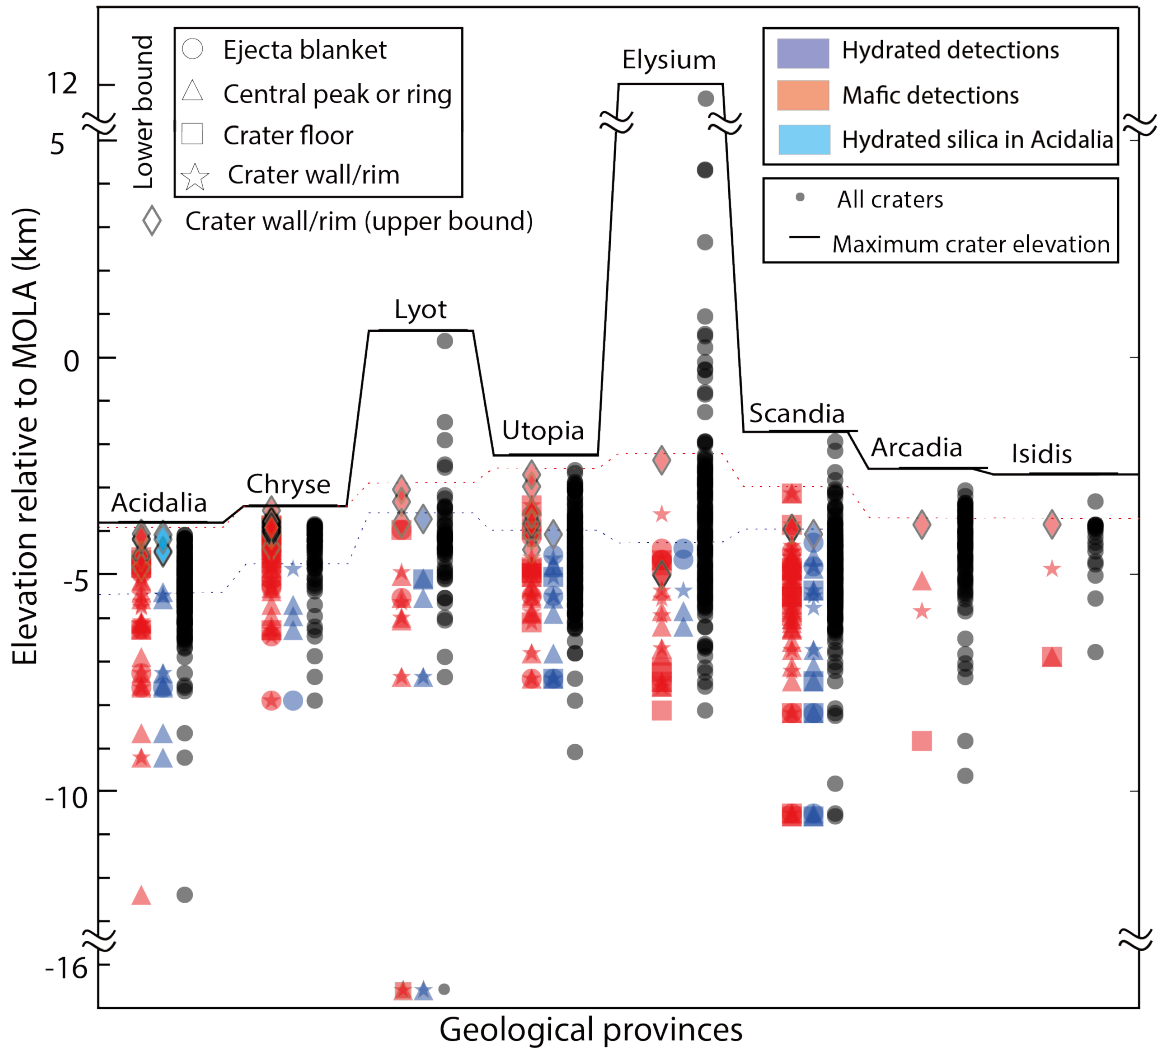 Elevation relative to MOLA (km)
12
5
0
-5
-10
-16
Lower bound
Ejecta blanket
Central peak or ring
Crater floor
Crater wall/rim
Crater wall/rim (upper bound)
Hydrated detections
Mafic detections
Hydrated silica in Acidalia
All craters
Maximum crater elevation
Acidalia
Chryse
Lyot
Utopia
Elysium
Scandia
Arcadia
Isidis
Geological provinces